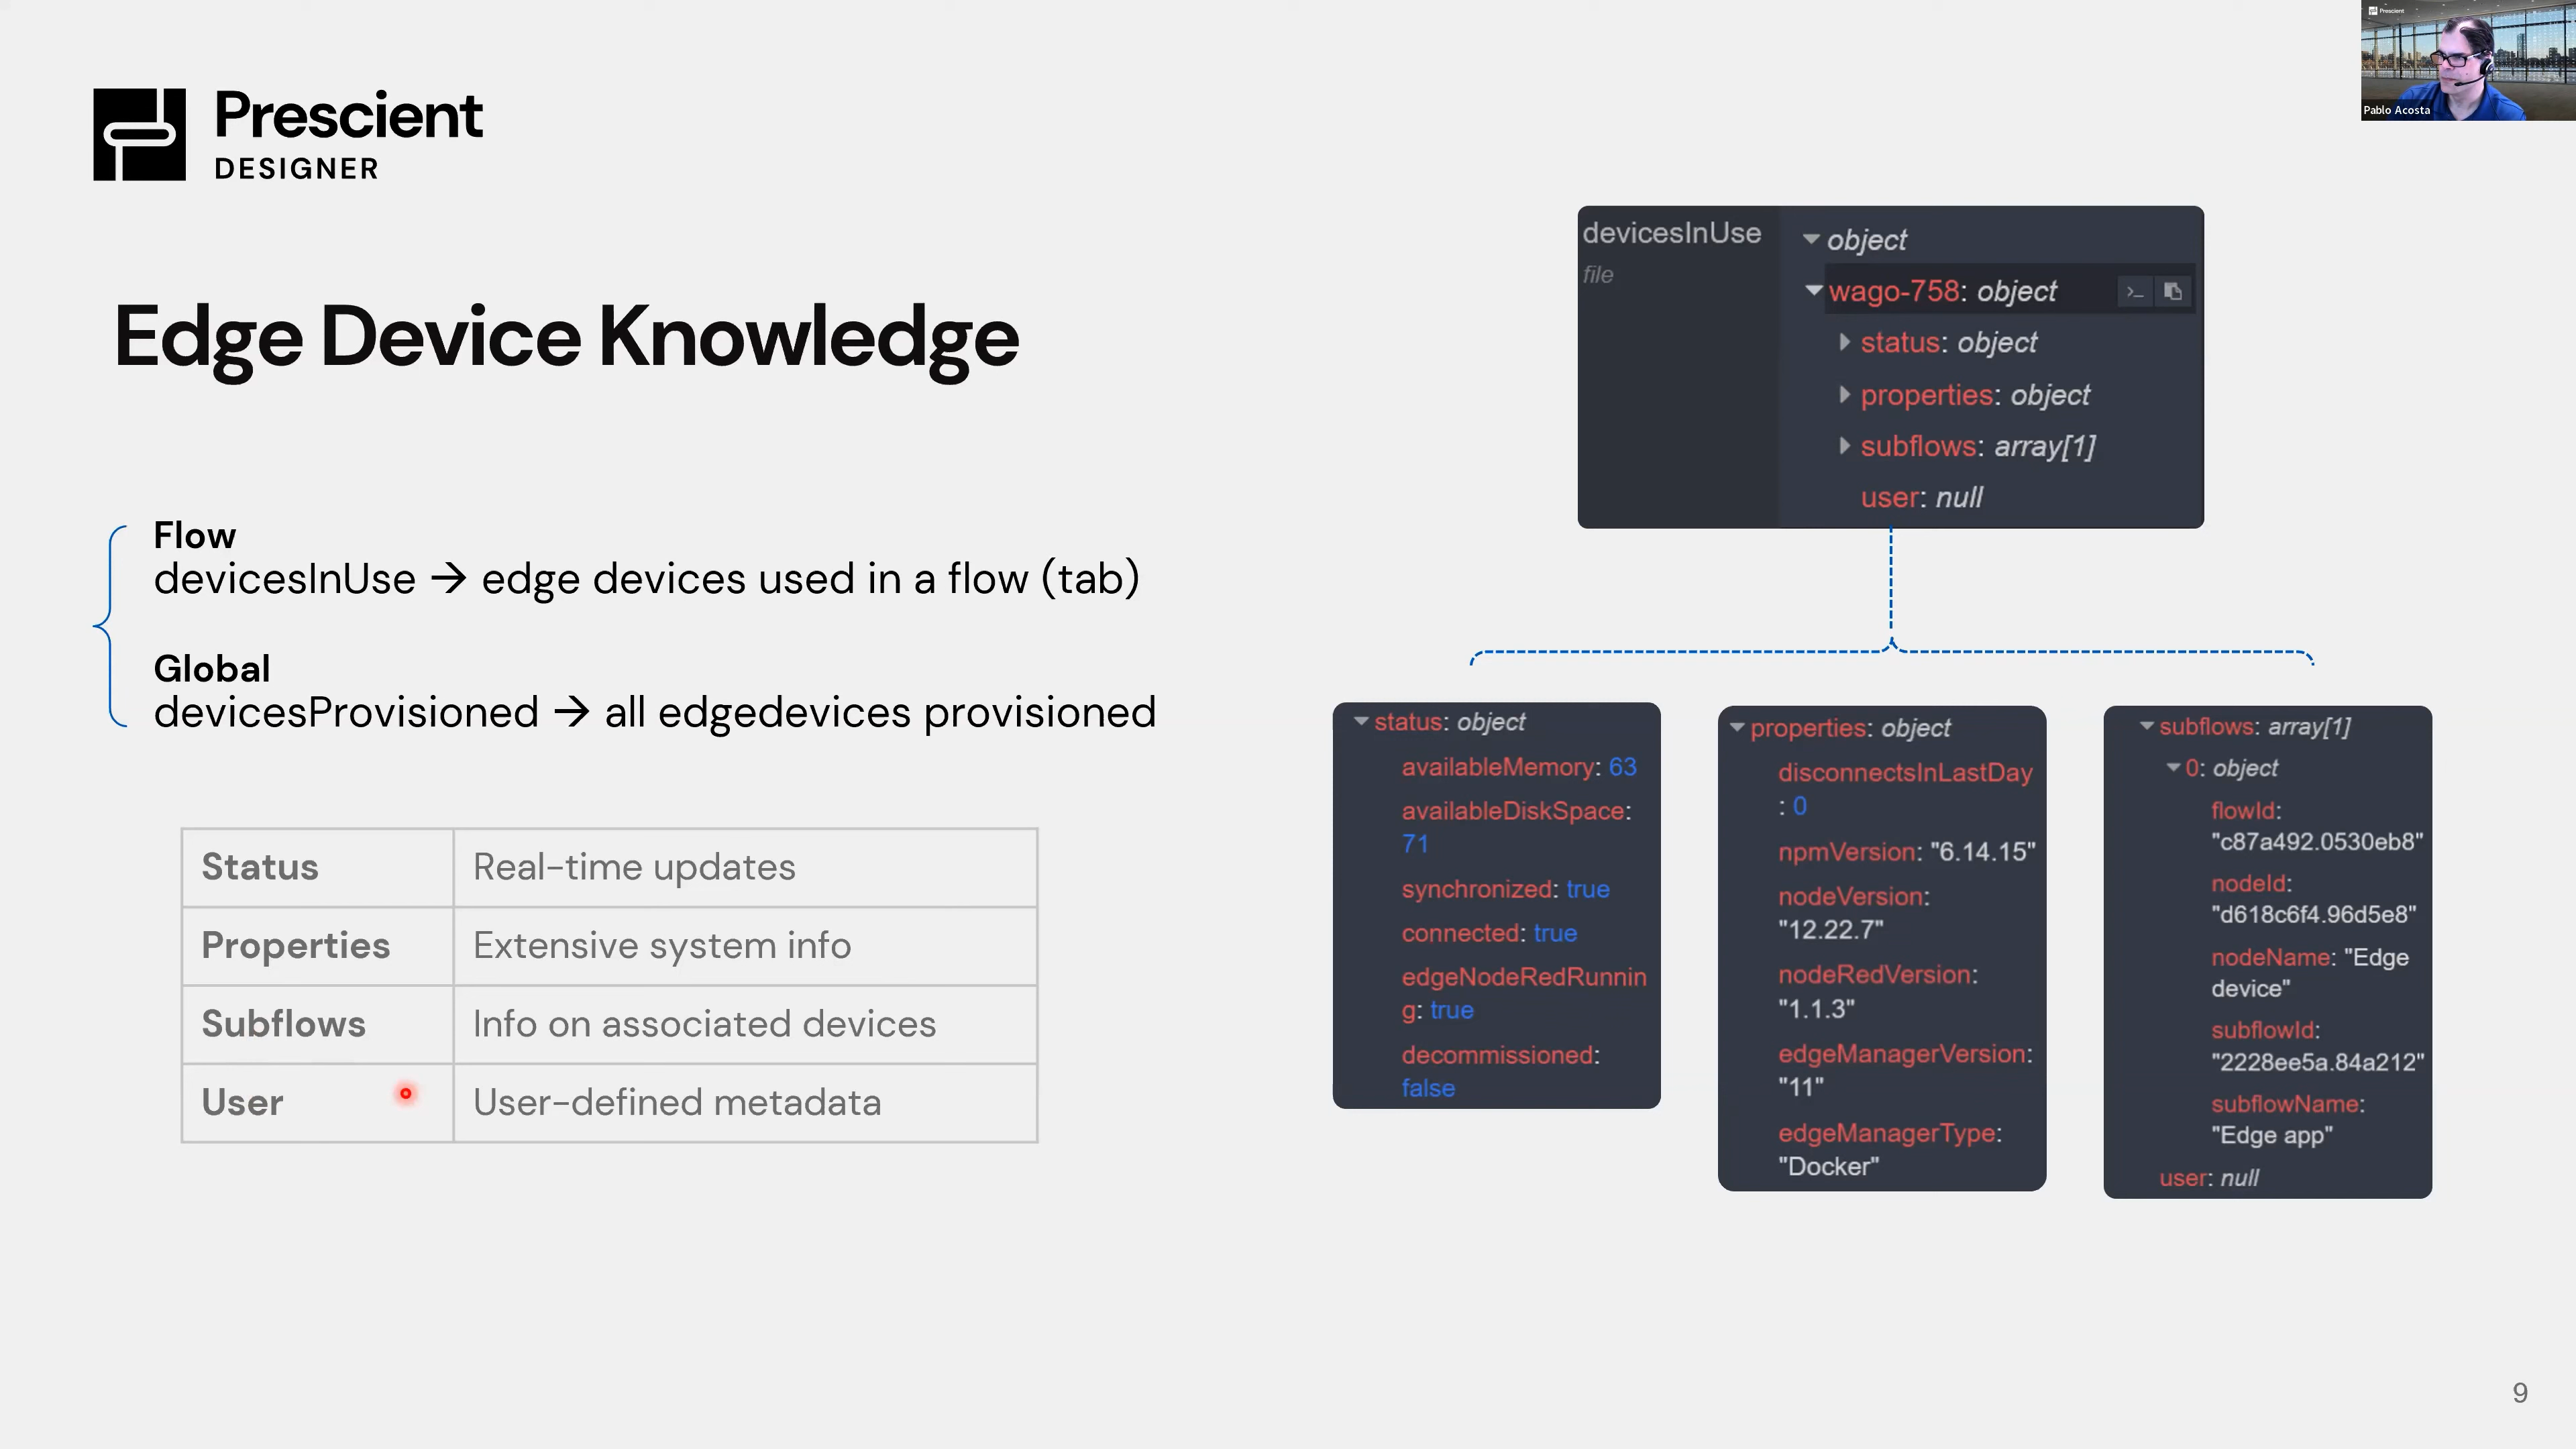 Prescient
Pablo Acosta
Prescient
DESIGNER
Edge Device Knowledge
Flow
devicesInUse → edge devices used in a flow (tab)
Global
devicesProvisioned → all edgedevices provisioned
Status Real-time updates
Properties Extensive system info
Subflows Info on associated devices
User User-defined metadata
devicesInUse
file
object
wago-758: object
status: object
properties: object
subflows: array[1]
user: null
status: object
availableMemory: 63
availableDiskSpace:
71
synchronized: true
connected: true
edgeNodeRedRunnin
g: true
decommissioned:
false
properties: object
disconnectsInLastDay
: 0
npmVersion: "6.14.15"
nodeVersion:
"12.22.7"
nodeRedVersion:
"1.1.3"
edgeManagerVersion:
"11"
edgeManagerType:
"Docker"
subflows: array[1]
0: object
flowId:
"c87a492.0530eb8"
nodeId:
"d618c6f4.96d5e8"
nodeName: "Edge
device"
subflowId:
"2228ee5a.84a212"
subflowName:
"Edge app"
user: null
9